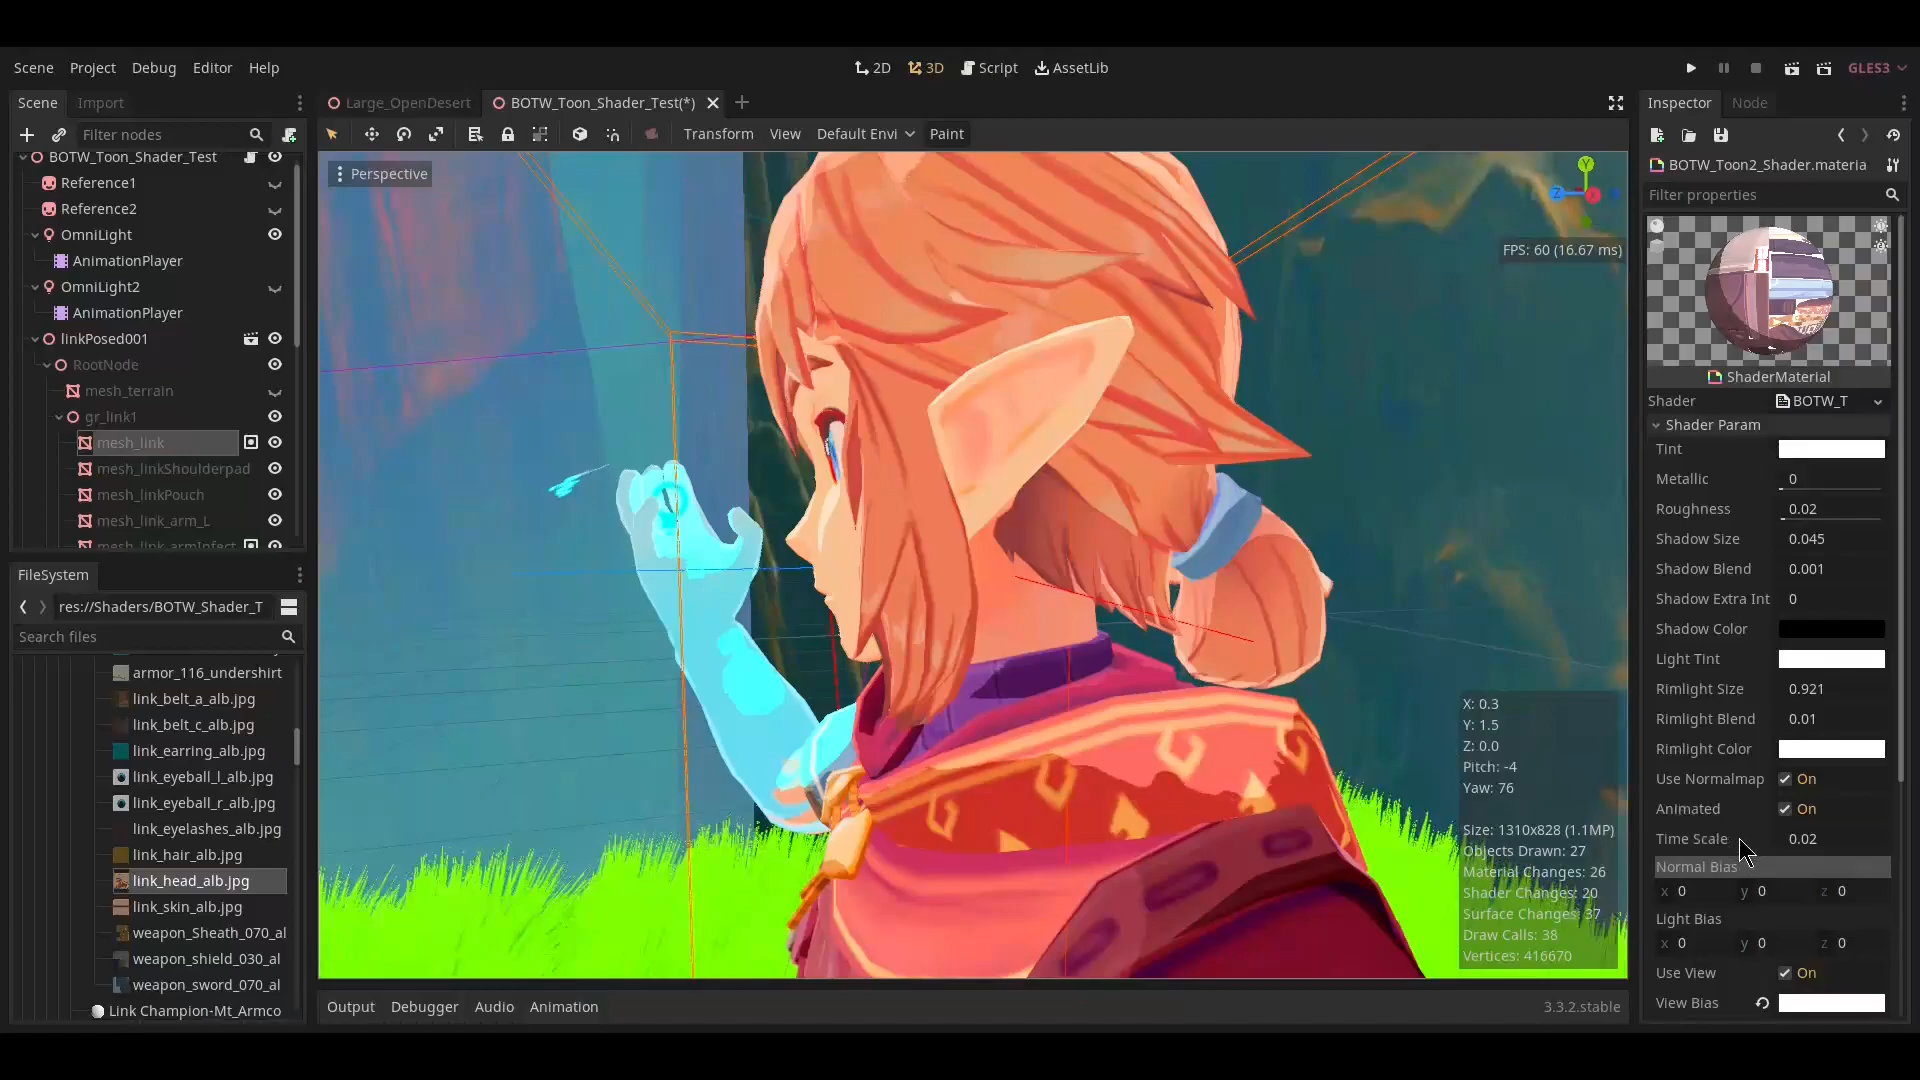 Scene Project Debug Editor Help
2D 3D Script AssetLib
GLES3
Scene Import
Filter nodes
BOTW_Toon_Shader_Test
Reference1
Reference2
OmniLight
AnimationPlayer
OmniLight2
AnimationPlayer
linkPosed001
RootNode
mesh_terrain
gr_link1
mesh_link
mesh_linkShoulderpad
mesh_linkPouch
mesh_link_arm_L
mesh_link_armInfect
FileSystem
res://Shaders/BOTW_Shader_T
Search files
armor_116_undershirt
link_belt_a_alb.jpg
link_belt_c_alb.jpg
link_earring_alb.jpg
link_eyeball_l_alb.jpg
link_eyeball_r_alb.jpg
link_eyelashes_alb.jpg
link_hair_alb.jpg
link_head_alb.jpg
link_skin_alb.jpg
weapon_Sheath_070_al
weapon_shield_030_al
weapon_sword_070_al
Link Champion-Mt_Armco
Large_OpenDesert BOTW_Toon_Shader_Test(*)
Transform View Default Envi Paint
Perspective
Y
Z
X
FPS: 60 (16.67 ms)
X: 0.3
Y: 1.5
Z: 0.0
Pitch: -4
Yaw: 76
Size: 1310x828 (1.1MP)
Objects Drawn: 27
Material Changes: 26
Shader Changes: 20
Surface Changes: 37
Draw Calls: 38
Vertices: 416670
Output Debugger Audio Animation
3.3.2.stable
Inspector Node
BOTW_Toon2_Shader.materia
Filter properties
ShaderMaterial
Shader BOTW_T
Shader Param
Tint
Metallic 0
Roughness 0.02
Shadow Size 0.045
Shadow Blend 0.001
Shadow Extra Int 0
Shadow Color
Light Tint
Rimlight Size 0.921
Rimlight Blend 0.01
Rimlight Color
Use Normalmap On
Animated On
Time Scale 0.02
Normal Bias
x 0 y 0 z 0
Light Bias
x 0 y 0 z 0
Use View On
View Bias